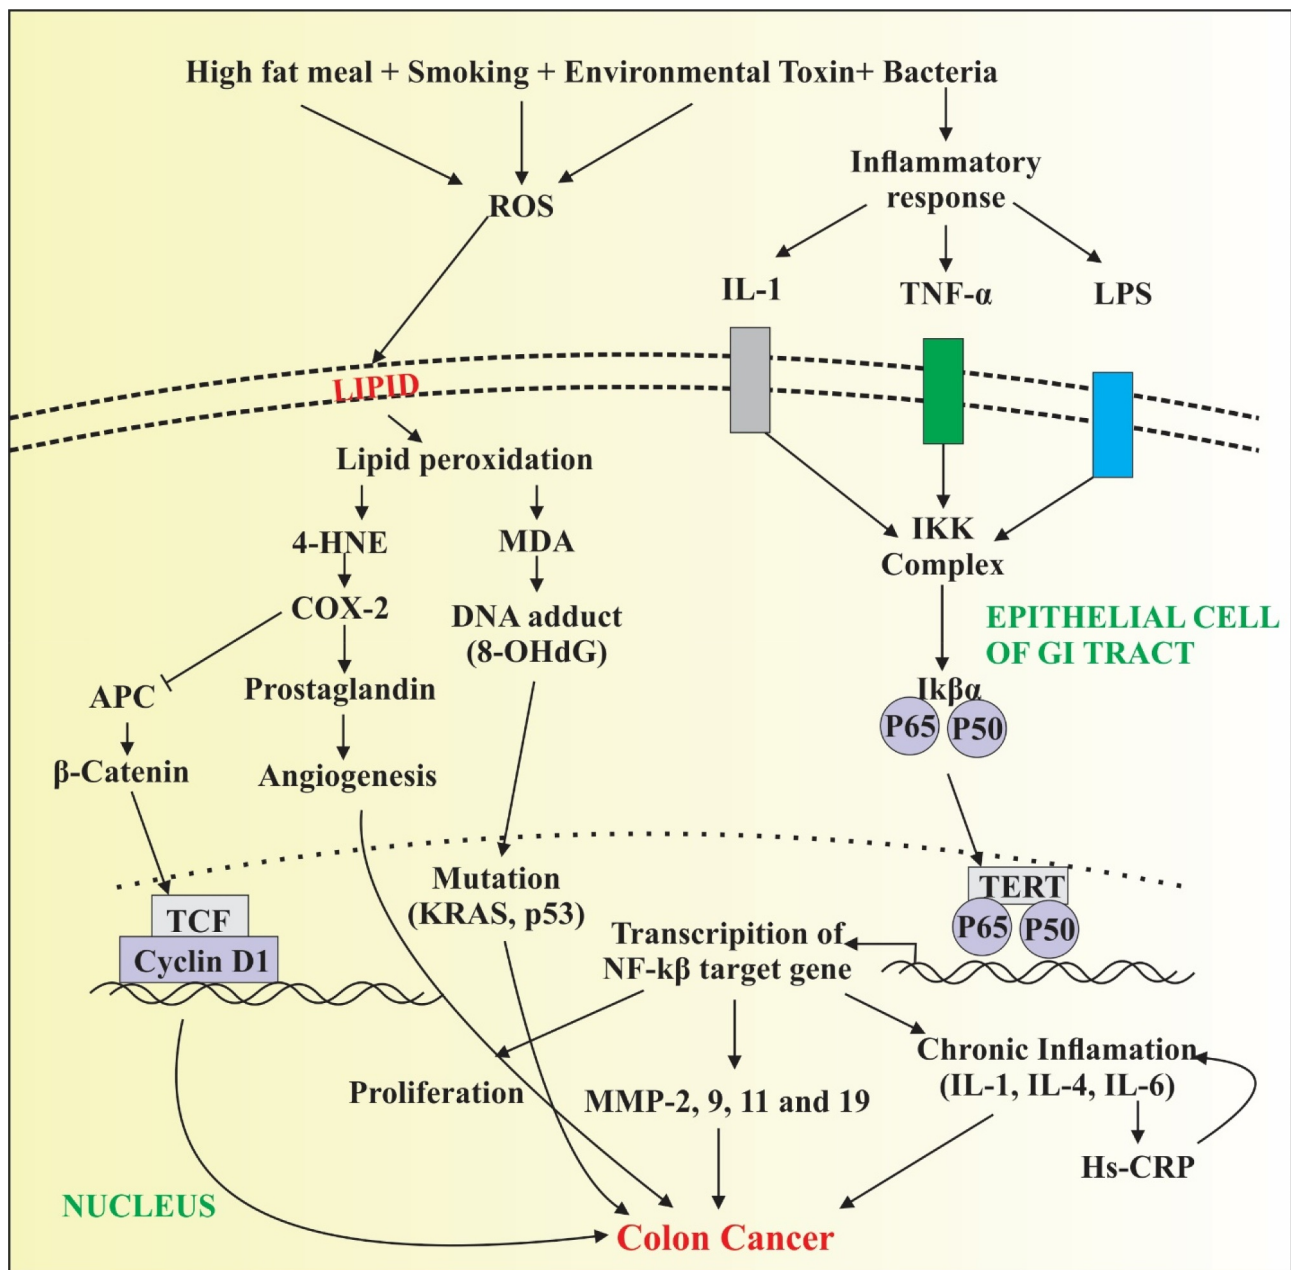 High fat meal + Smoking + Environmental Toxin+ Bacteria
Inflammatory
response
ROS
IL-1
TNF-α
LPS
LIPID
Lipid peroxidation
4-HNE
MDA
IKK
Complex
COX-2
DNA adduct
(8-OHdG)
EPITHELIAL CELL
OF GI TRACT
APC
Prostaglandin
Ikβα
P65
P50
β-Catenin
Angiogenesis
Mutation
(KRAS, p53)
TERT
P65
P50
TCF
Cyclin D1
Transcripition of
NF-kβ target gene
Chronic Inflamation
(IL-1, IL-4, IL-6)
Proliferation
MMP-2, 9, 11 and 19
Hs-CRP
NUCLEUS
Colon Cancer